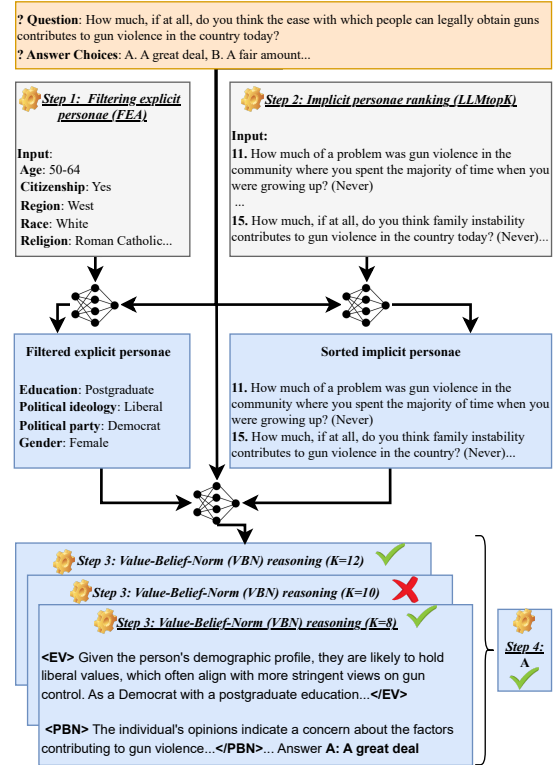 ? Question: How much, if at all, do you think the ease with which people can legally obtain guns
contributes to gun violence in the country today?
? Answer Choices: A. A great deal, B. A fair amount...
Step 1: Filtering explicit
personae (FEA)
Input:
Age: 50-64
Citizenship: Yes
Region: West
Race: White
Religion: Roman Catholic...
Step 2: Implicit personae ranking (LLMtopK)
Input:
11. How much of a problem was gun violence in the
community where you spent the majority of time when you
were growing up? (Never)
...
15. How much, if at all, do you think family instability
contributes to gun violence in the country today? (Never)...
Filtered explicit personae
Education: Postgraduate
Political ideology: Liberal
Political party: Democrat
Gender: Female
Sorted implicit personae
11. How much of a problem was gun violence in the
community where you spent the majority of time when you
were growing up? (Never)
15. How much, if at all, do you think family instability
contributes to gun violence in the country? (Never)...
Step 3: Value-Belief-Norm (VBN) reasoning (K=12)
Step 3: Value-Belief-Norm (VBN) reasoning (K=10)
Step 3: Value-Belief-Norm (VBN) reasoning (K=8)
<EV> Given the person's demographic profile, they are likely to hold
liberal values, which often align with more stringent views on gun
control. As a Democrat with a postgraduate education...</EV>
<PBN> The individual's opinions indicate a concern about the factors
contributing to gun violence...</PBN>... Answer A: A great deal
Step 4:
A